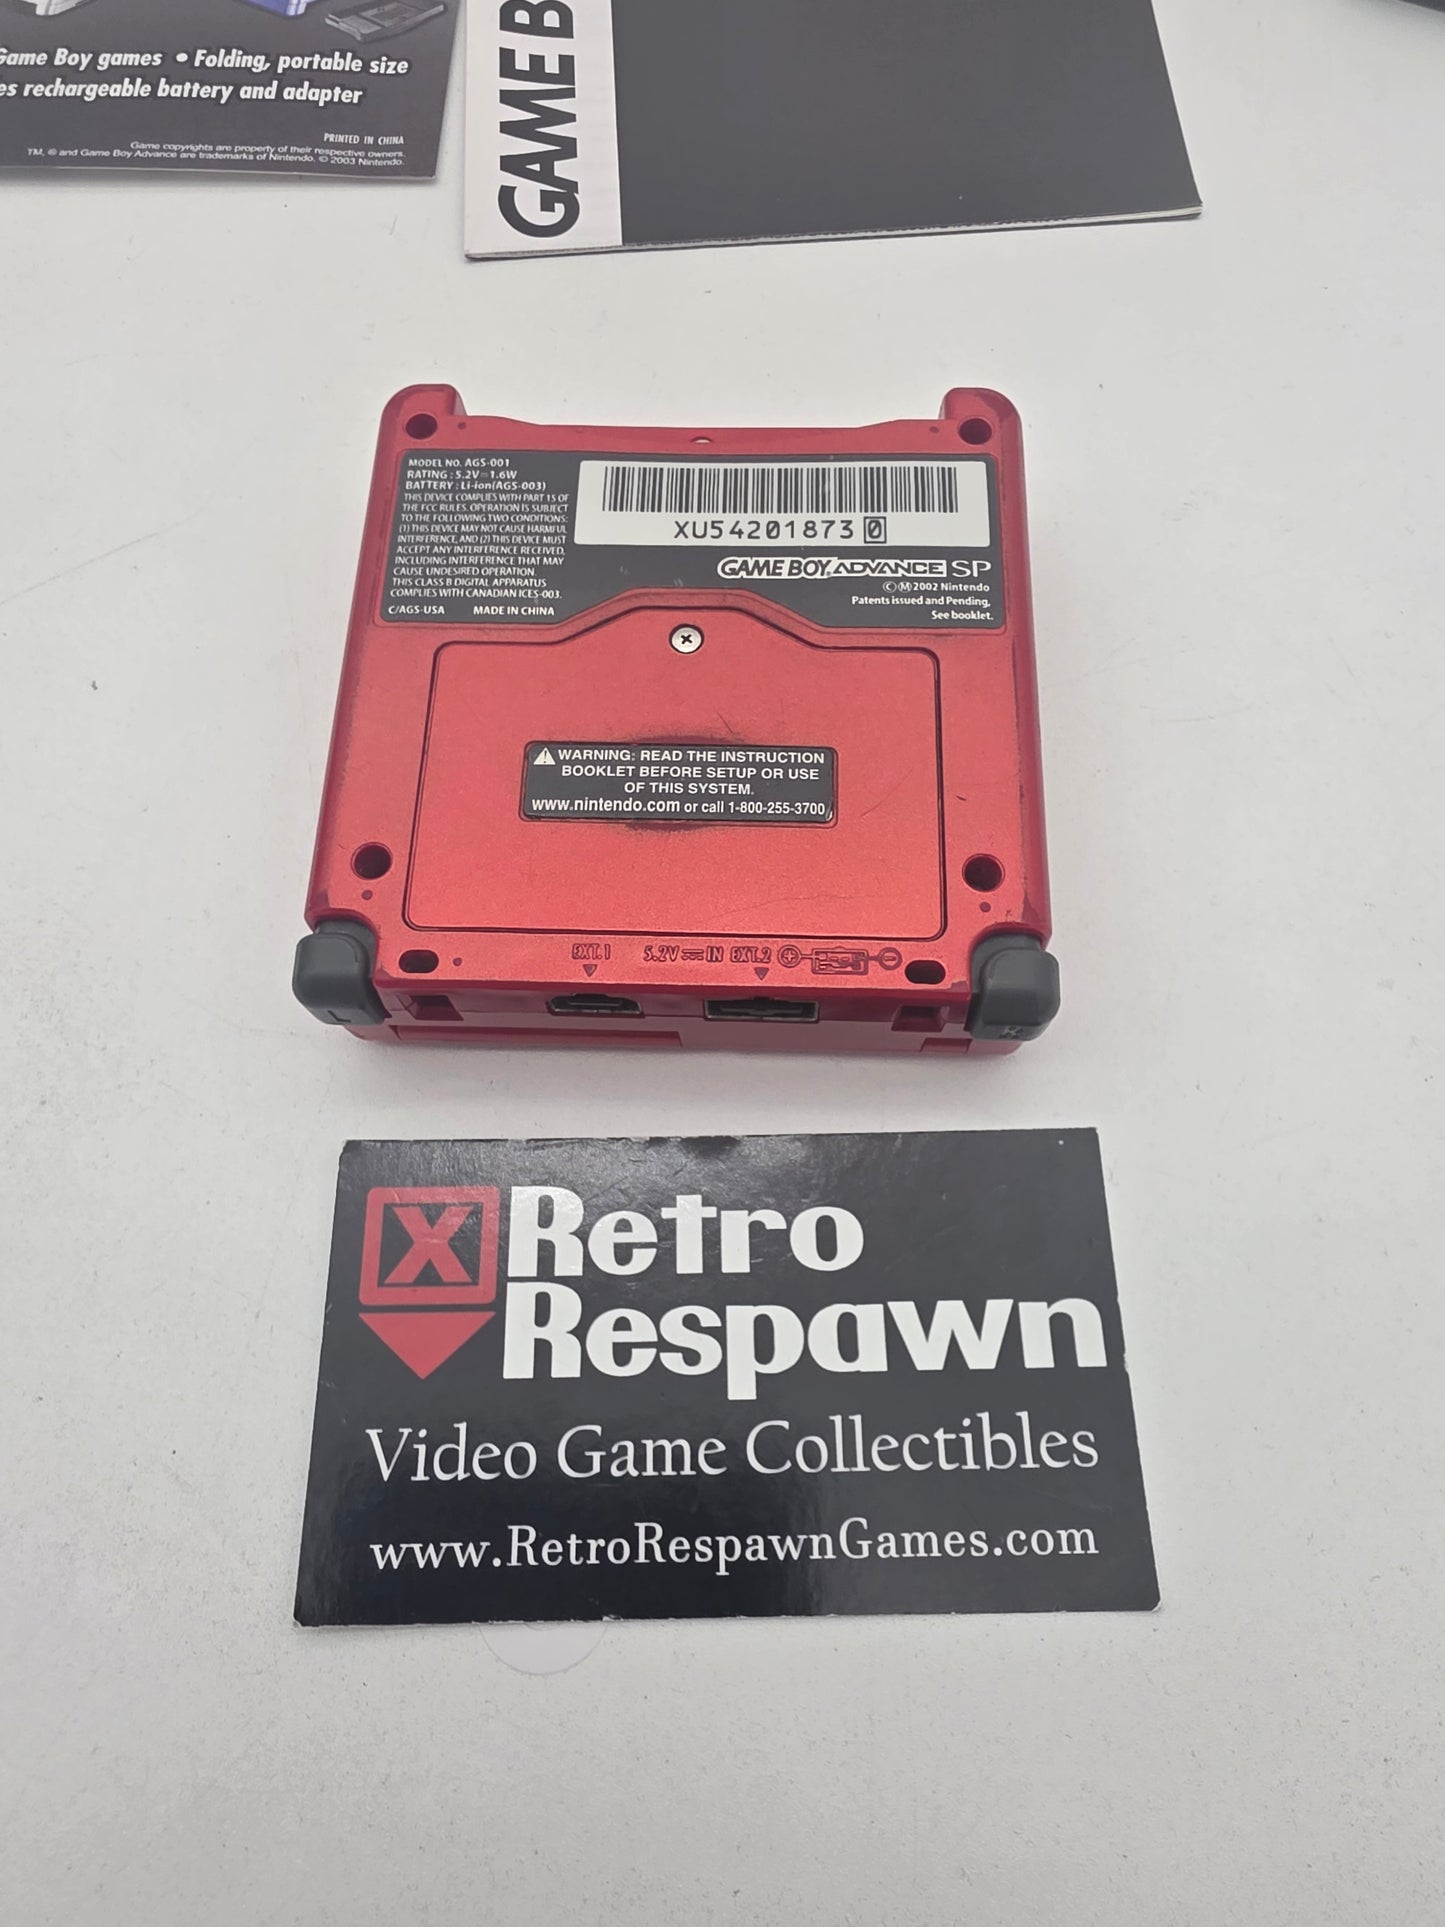 Game Boy games • Folding, portable size
es rechargeable battery and adapter
PRINTED IN CHINA
Game copyrights are property of their respective owners.
TM, ® and Game Boy Advance are trademarks of Nintendo. © 2003 Nintendo.
GAME B
MODEL NO. AGS-001
RATING : 5.2V⎓1.6W
BATTERY : Li-ion(AGS-003)
THIS DEVICE COMPLIES WITH PART 15 OF
THE FCC RULES. OPERATION IS SUBJECT
TO THE FOLLOWING TWO CONDITIONS:
(1) THIS DEVICE MAY NOT CAUSE HARMFUL
INTERFERENCE, AND (2) THIS DEVICE MUST
ACCEPT ANY INTERFERENCE RECEIVED,
INCLUDING INTERFERENCE THAT MAY
CAUSE UNDESIRED OPERATION.
THIS CLASS B DIGITAL APPARATUS
COMPLIES WITH CANADIAN ICES-003.
C/AGS-USA MADE IN CHINA
XU54201873 0
GAME BOY ADVANCE SP
©Ⓜ2002 Nintendo
Patents issued and Pending,
See booklet.
⚠ WARNING: READ THE INSTRUCTION
BOOKLET BEFORE SETUP OR USE
OF THIS SYSTEM.
www.nintendo.com or call 1-800-255-3700
EXT.1 5.2V⎓IN EXT.2
L R
X Retro
Respawn
Video Game Collectibles
www.RetroRespawnGames.com